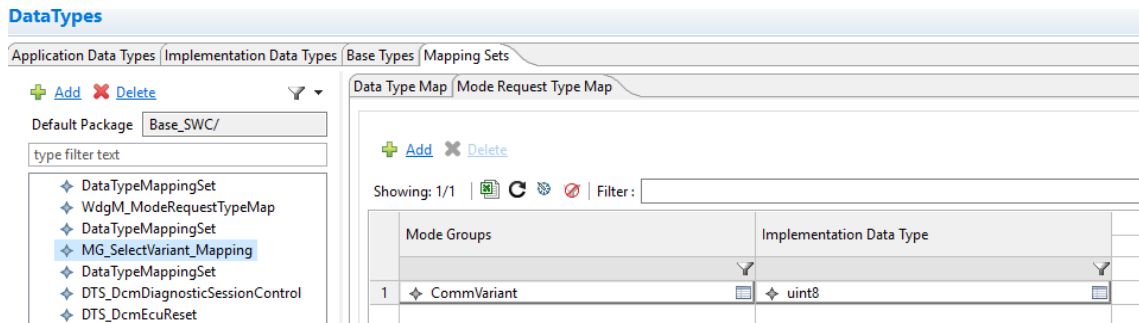 DataTypes
Application Data Types Implementation Data Types Base Types Mapping Sets
Add Delete
Default Package Base_SWC/
type filter text
DataTypeMappingSet
WdgM_ModeRequestTypeMap
DataTypeMappingSet
MG_SelectVariant_Mapping
DataTypeMappingSet
DTS_DcmDiagnosticSessionControl
DTS_DcmEcuReset
Data Type Map Mode Request Type Map
Add Delete
Showing: 1/1 Filter :
Mode Groups Implementation Data Type
1 CommVariant uint8